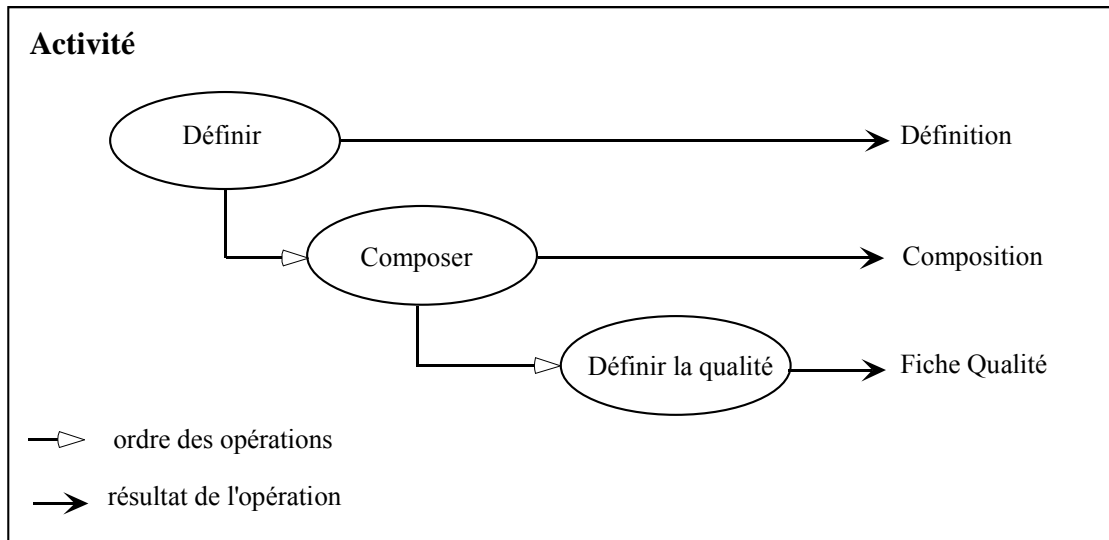 Activité
Définir
Définition
Composer
Composition
Définir la qualité
Fiche Qualité
ordre des opérations
résultat de l'opération